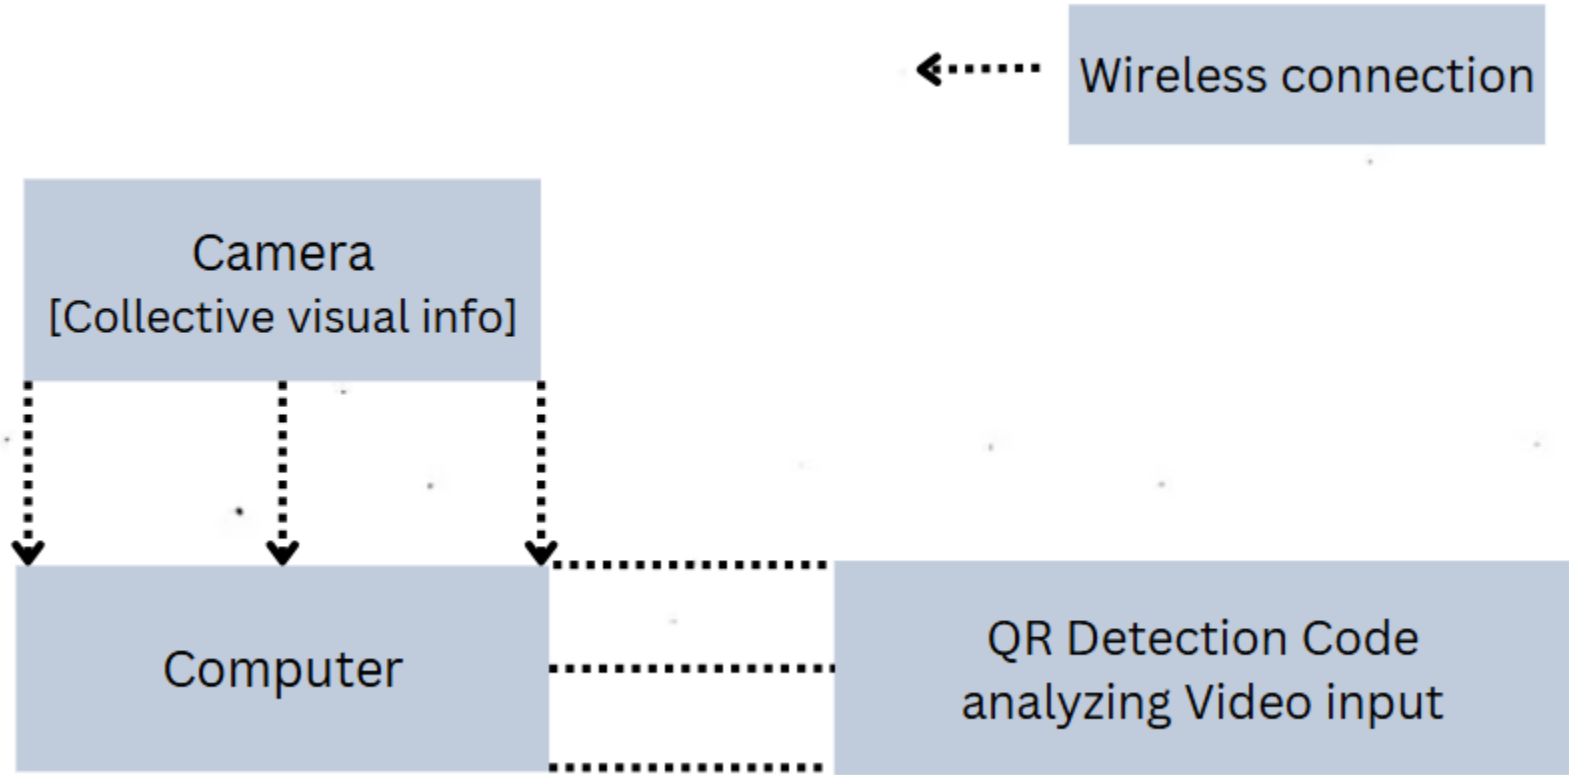 Wireless connection
Camera
[Collective visual info]
Computer
QR Detection Code
analyzing Video input